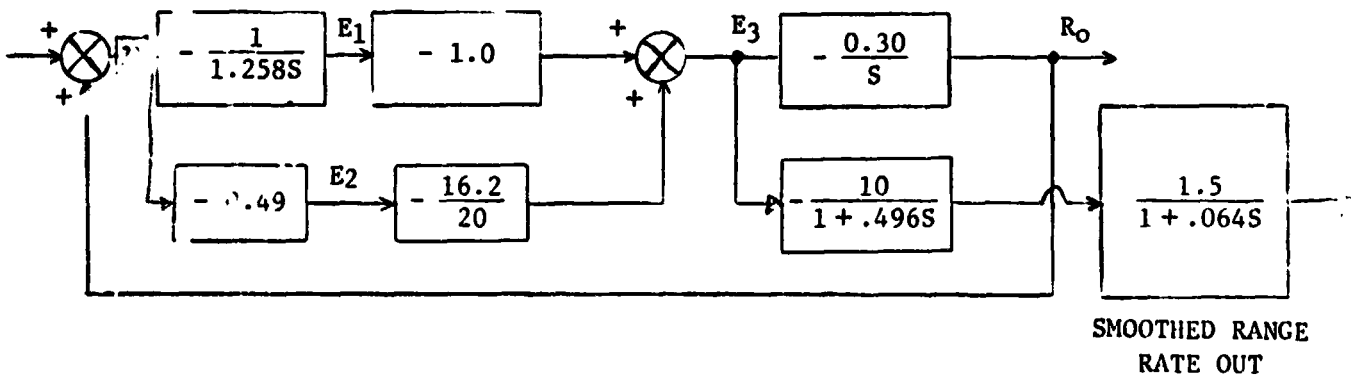 +
+
- 1/1.258S
E1
- 1.0
+
+
E3
- 0.30/S
Ro
E2
- 16.2/20
- 10/1 + .496S
1.5/1 + .064S
SMOOTHED RANGE
RATE OUT